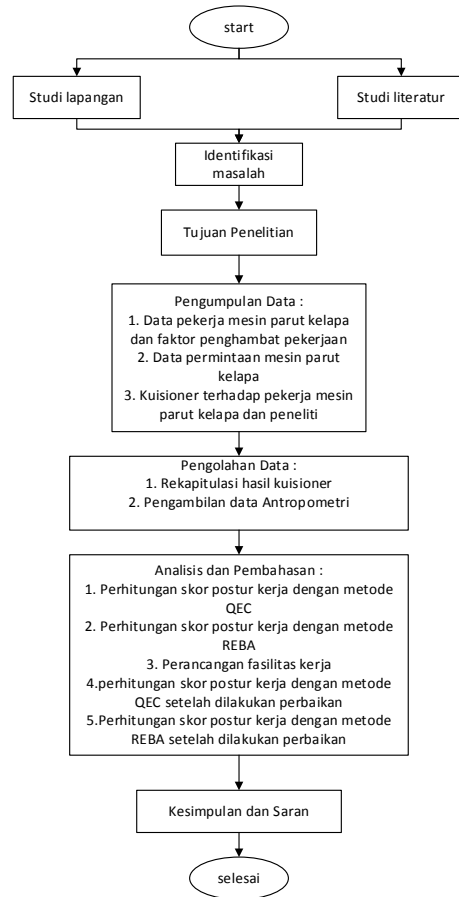 start
Studi lapangan
Studi literatur
Identifikasi
masalah
Tujuan Penelitian
Pengumpulan Data :
1. Data pekerja mesin parut kelapa
dan faktor penghambat pekerjaan
2. Data permintaan mesin parut
kelapa
3. Kuisioner terhadap pekerja mesin
parut kelapa dan peneliti
Pengolahan Data :
1. Rekapitulasi hasil kuisioner
2. Pengambilan data Antropometri
Analisis dan Pembahasan :
1. Perhitungan skor postur kerja dengan metode
QEC
2. Perhitungan skor postur kerja dengan metode
REBA
3. Perancangan fasilitas kerja
4.perhitungan skor postur kerja dengan metode
QEC setelah dilakukan perbaikan
5.Perhitungan skor postur kerja dengan metode
REBA setelah dilakukan perbaikan
Kesimpulan dan Saran
selesai